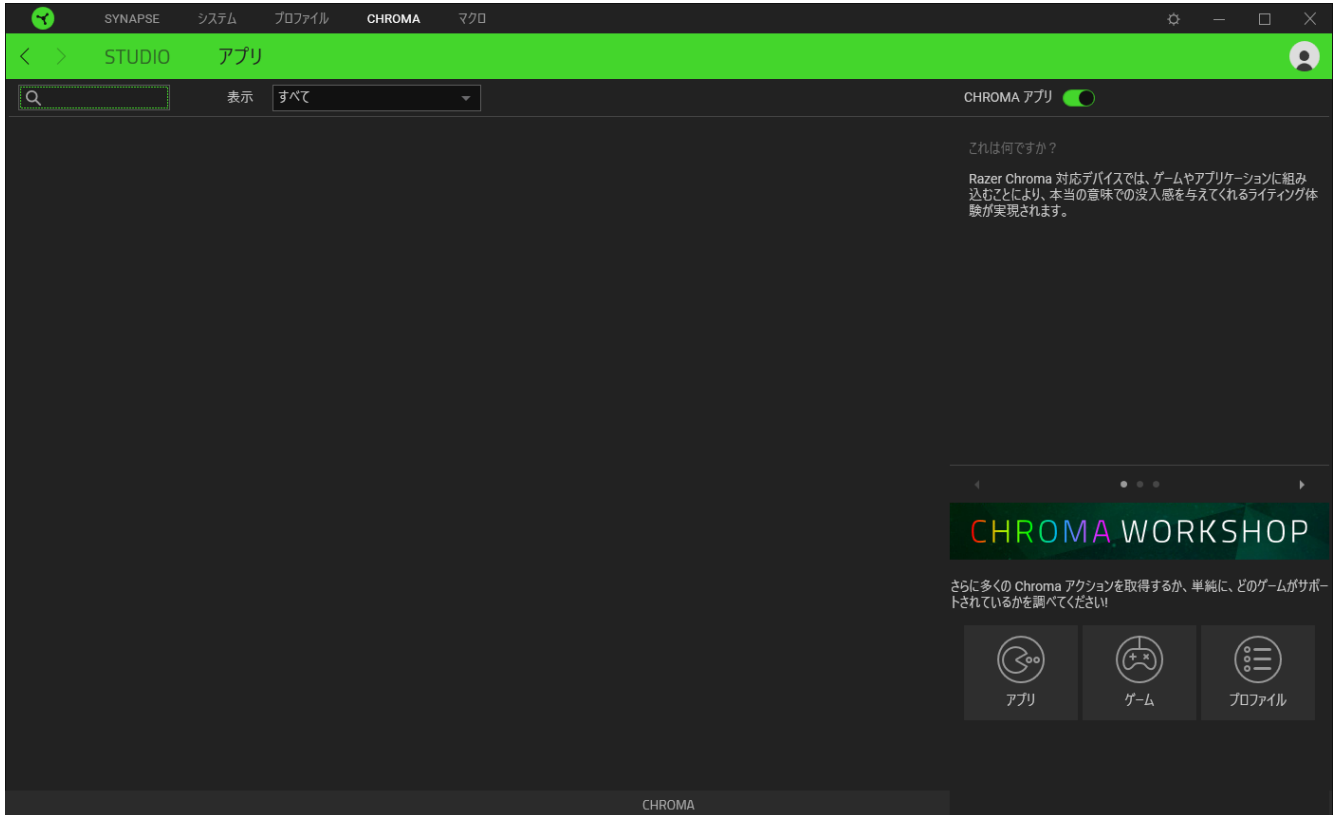 SYNAPSE システム プロファイル CHROMA マクロ
STUDIO アプリ
表示 すべて
CHROMA アプリ
これは何ですか？
Razer Chroma 対応デバイスでは、ゲームやアプリケーションに組み
込むことにより、本当の意味での没入感を与えてくれるライティング体
験が実現されます。
CHROMA WORKSHOP
さらに多くの Chroma アクションを取得するか、単純に、どのゲームがサポー
トされているかを調べてください!
アプリ ゲーム プロファイル
CHROMA